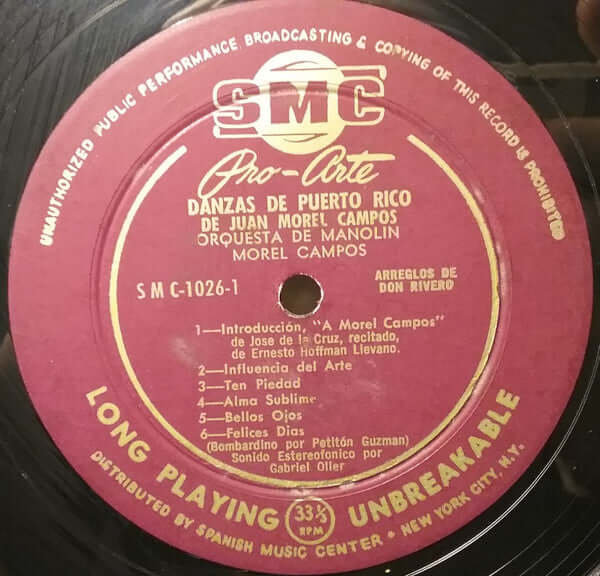 UNAUTHORIZED PUBLIC PERFORMANCE BROADCASTING & COPYING OF THIS RECORD IS PROHIBITED
SMC
Pro-Arte
DANZAS DE PUERTO RICO
DE JUAN MOREL CAMPOS
ORQUESTA DE MANOLIN
MOREL CAMPOS
SMC-1026-1
ARREGLOS DE
DON RIVERO
1—Introducción, "A Morel Campos"
de Jose de la Cruz, recitado,
de Ernesto Hoffman Llevano.
2—Influencia del Arte
3—Ten Piedad
4—Alma Sublime
5—Bellos Ojos
6—Felices Dias
(Bombardino por Petitón Guzman)
Sonido Estereofonico por
Gabriel Oller
LONG PLAYING 33⅓ RPM UNBREAKABLE
DISTRIBUTED BY SPANISH MUSIC CENTER • NEW YORK CITY, N.Y.